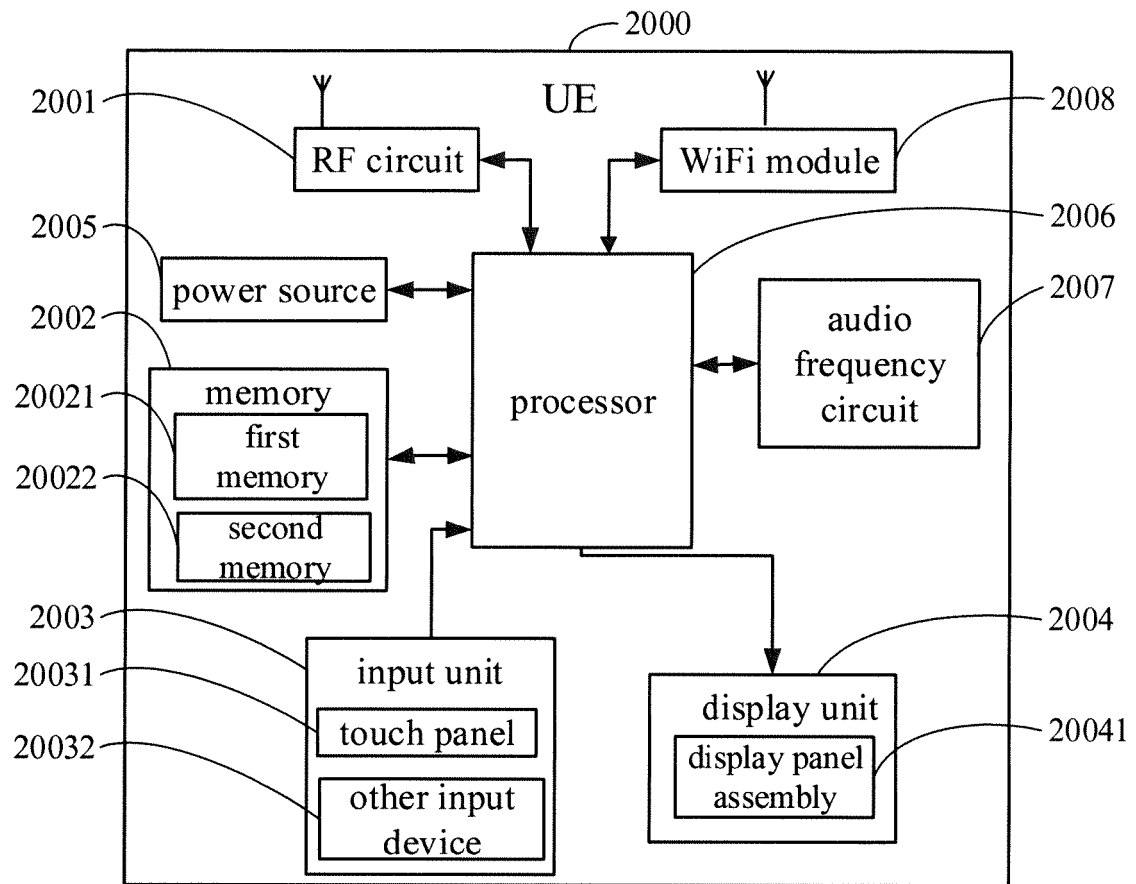 2000
UE
2001
RF circuit
WiFi module
2008
2005
power source
2006
2002
2007
audio
frequency
circuit
processor
memory
20021
first
memory
20022
second
memory
2003
input unit
20031
touch panel
20032
other input
device
2004
display unit
20041
display panel
assembly